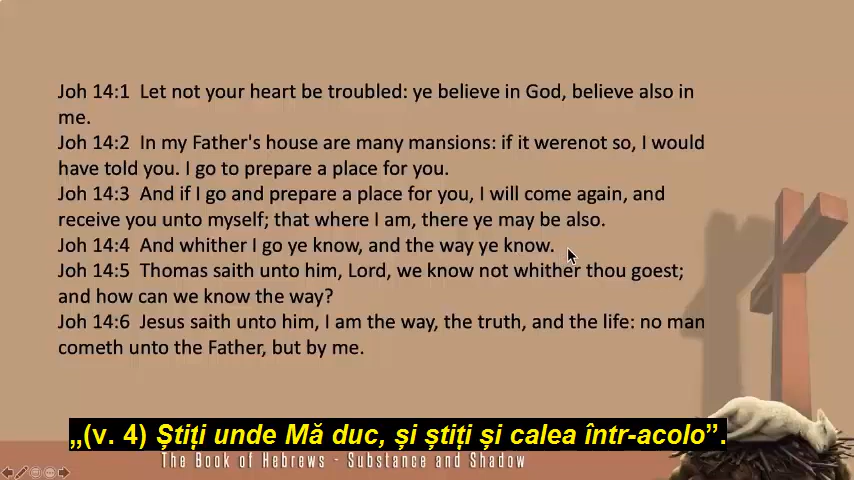 Joh 14:1 Let not your heart be troubled: ye believe in God, believe also in
me.
Joh 14:2 In my Father's house are many mansions: if it werenot so, I would
have told you. I go to prepare a place for you.
Joh 14:3 And if I go and prepare a place for you, I will come again, and
receive you unto myself; that where I am, there ye may be also.
Joh 14:4 And whither I go ye know, and the way ye know.
Joh 14:5 Thomas saith unto him, Lord, we know not whither thou goest;
and how can we know the way?
Joh 14:6 Jesus saith unto him, I am the way, the truth, and the life: no man
cometh unto the Father, but by me.
„(v. 4) Știți unde Mă duc, și știți și calea într-acolo”.
The Book of Hebrews - Substance and Shadow